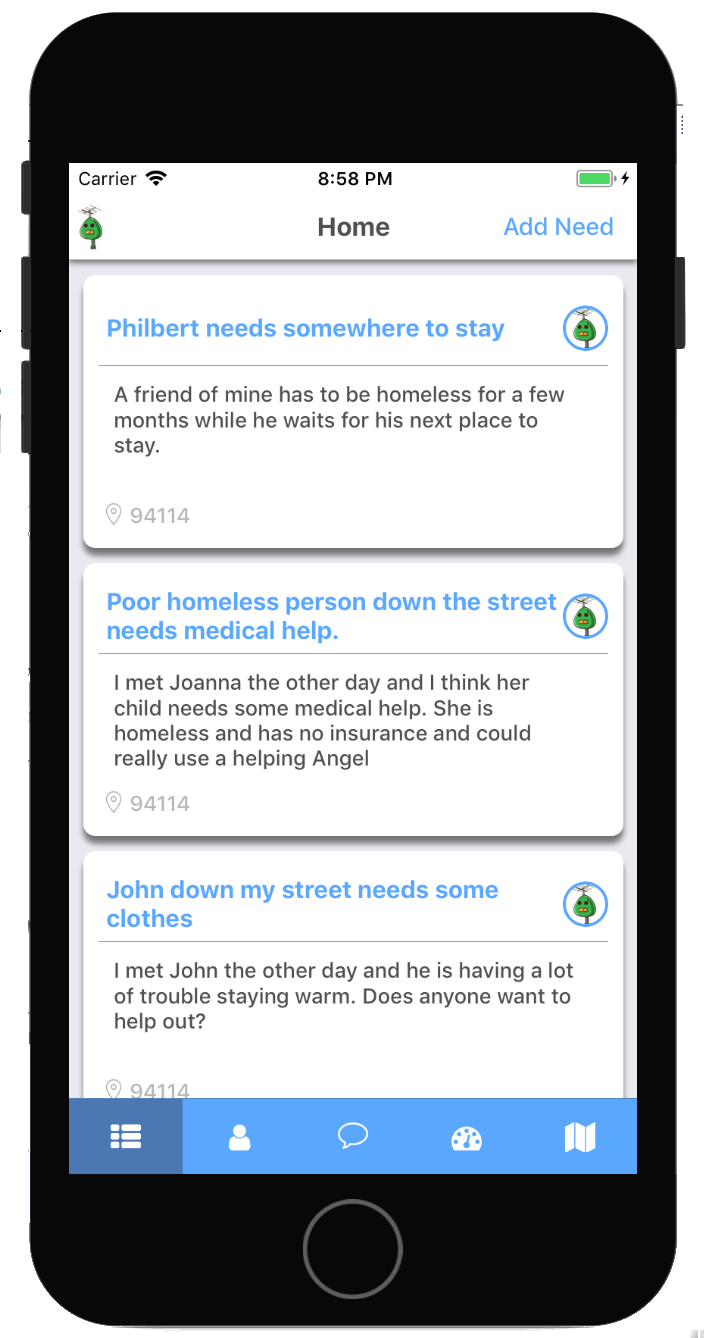 Carrier 8:58 PM
Home Add Need
Philbert needs somewhere to stay
A friend of mine has to be homeless for a few
months while he waits for his next place to
stay.
94114
Poor homeless person down the street
needs medical help.
I met Joanna the other day and I think her
child needs some medical help. She is
homeless and has no insurance and could
really use a helping Angel
94114
John down my street needs some
clothes
I met John the other day and he is having a lot
of trouble staying warm. Does anyone want to
help out?
94114